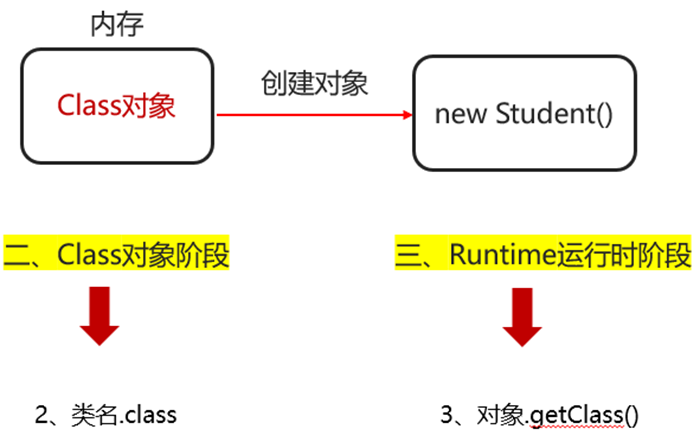 内存
Class对象
创建对象
new Student()
二、Class对象阶段
三、Runtime运行时阶段
2、类名.class
3、对象.getClass()